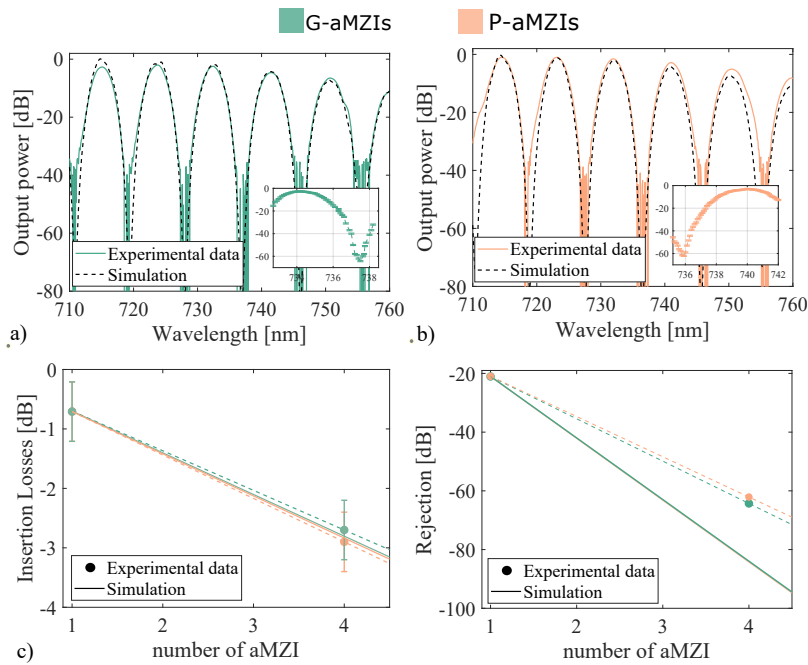 G-aMZIs
P-aMZIs
0
-20
-40
-60
-80
Output power [dB]
710
720
730
740
750
760
Wavelength [nm]
Experimental data
Simulation
0
-20
-40
-60
734
736
738
a)
0
-20
-40
-60
-80
Output power [dB]
710
720
730
740
750
760
Wavelength [nm]
Experimental data
Simulation
0
-20
-40
-60
736
738
740
742
b)
0
-1
-2
-3
-4
Insertion Losses [dB]
1
2
3
4
number of aMZI
Experimental data
Simulation
c)
-20
-40
-60
-80
-100
Rejection [dB]
1
2
3
4
number of aMZI
Experimental data
Simulation